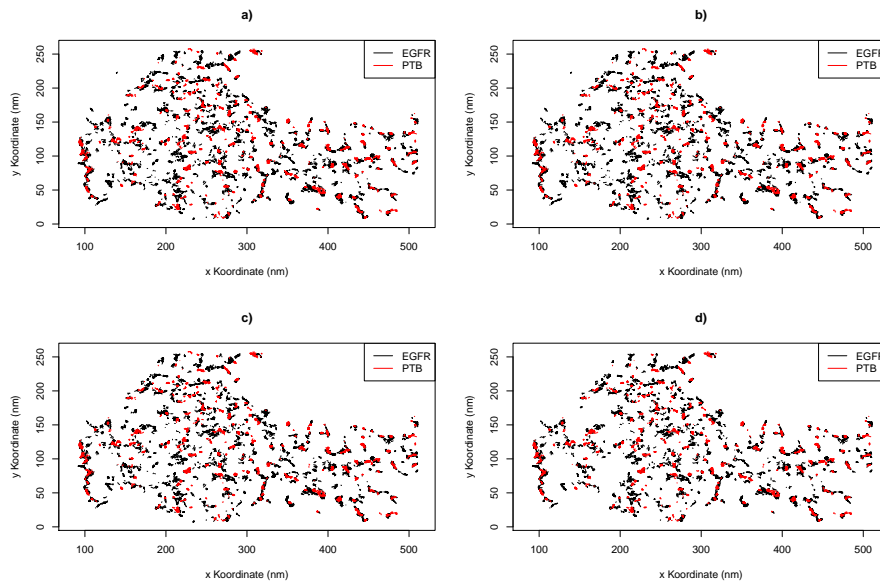 a)
EGFR
PTB
y Koordinate (nm)
0 50 100 150 200 250
100 200 300 400 500
x Koordinate (nm)
b)
EGFR
PTB
y Koordinate (nm)
0 50 100 150 200 250
100 200 300 400 500
x Koordinate (nm)
c)
EGFR
PTB
y Koordinate (nm)
0 50 100 150 200 250
100 200 300 400 500
x Koordinate (nm)
d)
EGFR
PTB
y Koordinate (nm)
0 50 100 150 200 250
100 200 300 400 500
x Koordinate (nm)